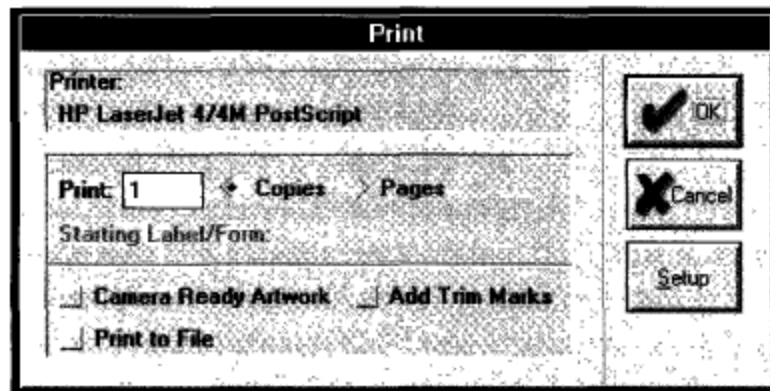 Print
Printer:
HP LaserJet 4/4M PostScript
Print: 1 Copies Pages
Starting Label/Form:
Camera Ready Artwork Add Trim Marks
Print to File
OK
Cancel
Setup